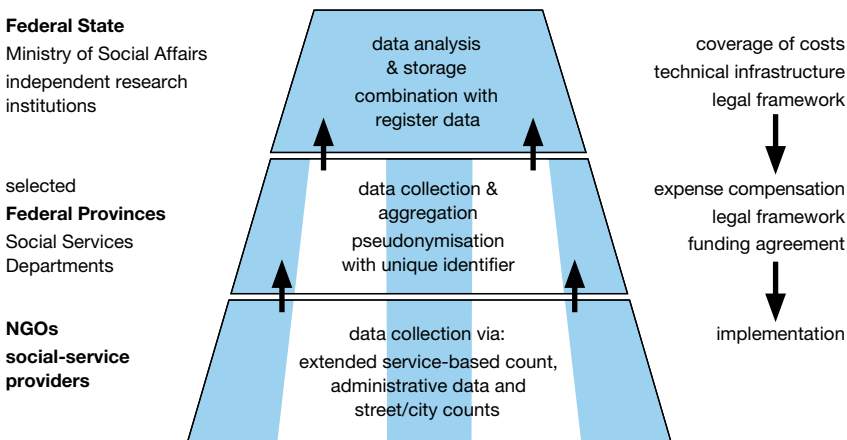 Federal State
Ministry of Social Affairs
independent research
institutions
data analysis
& storage
combination with
register data
coverage of costs
technical infrastructure
legal framework
selected
Federal Provinces
Social Services
Departments
data collection &
aggregation
pseudonymisation
with unique identifier
expense compensation
legal framework
funding agreement
NGOs
social-service
providers
data collection via:
extended service-based count,
administrative data and
street/city counts
implementation